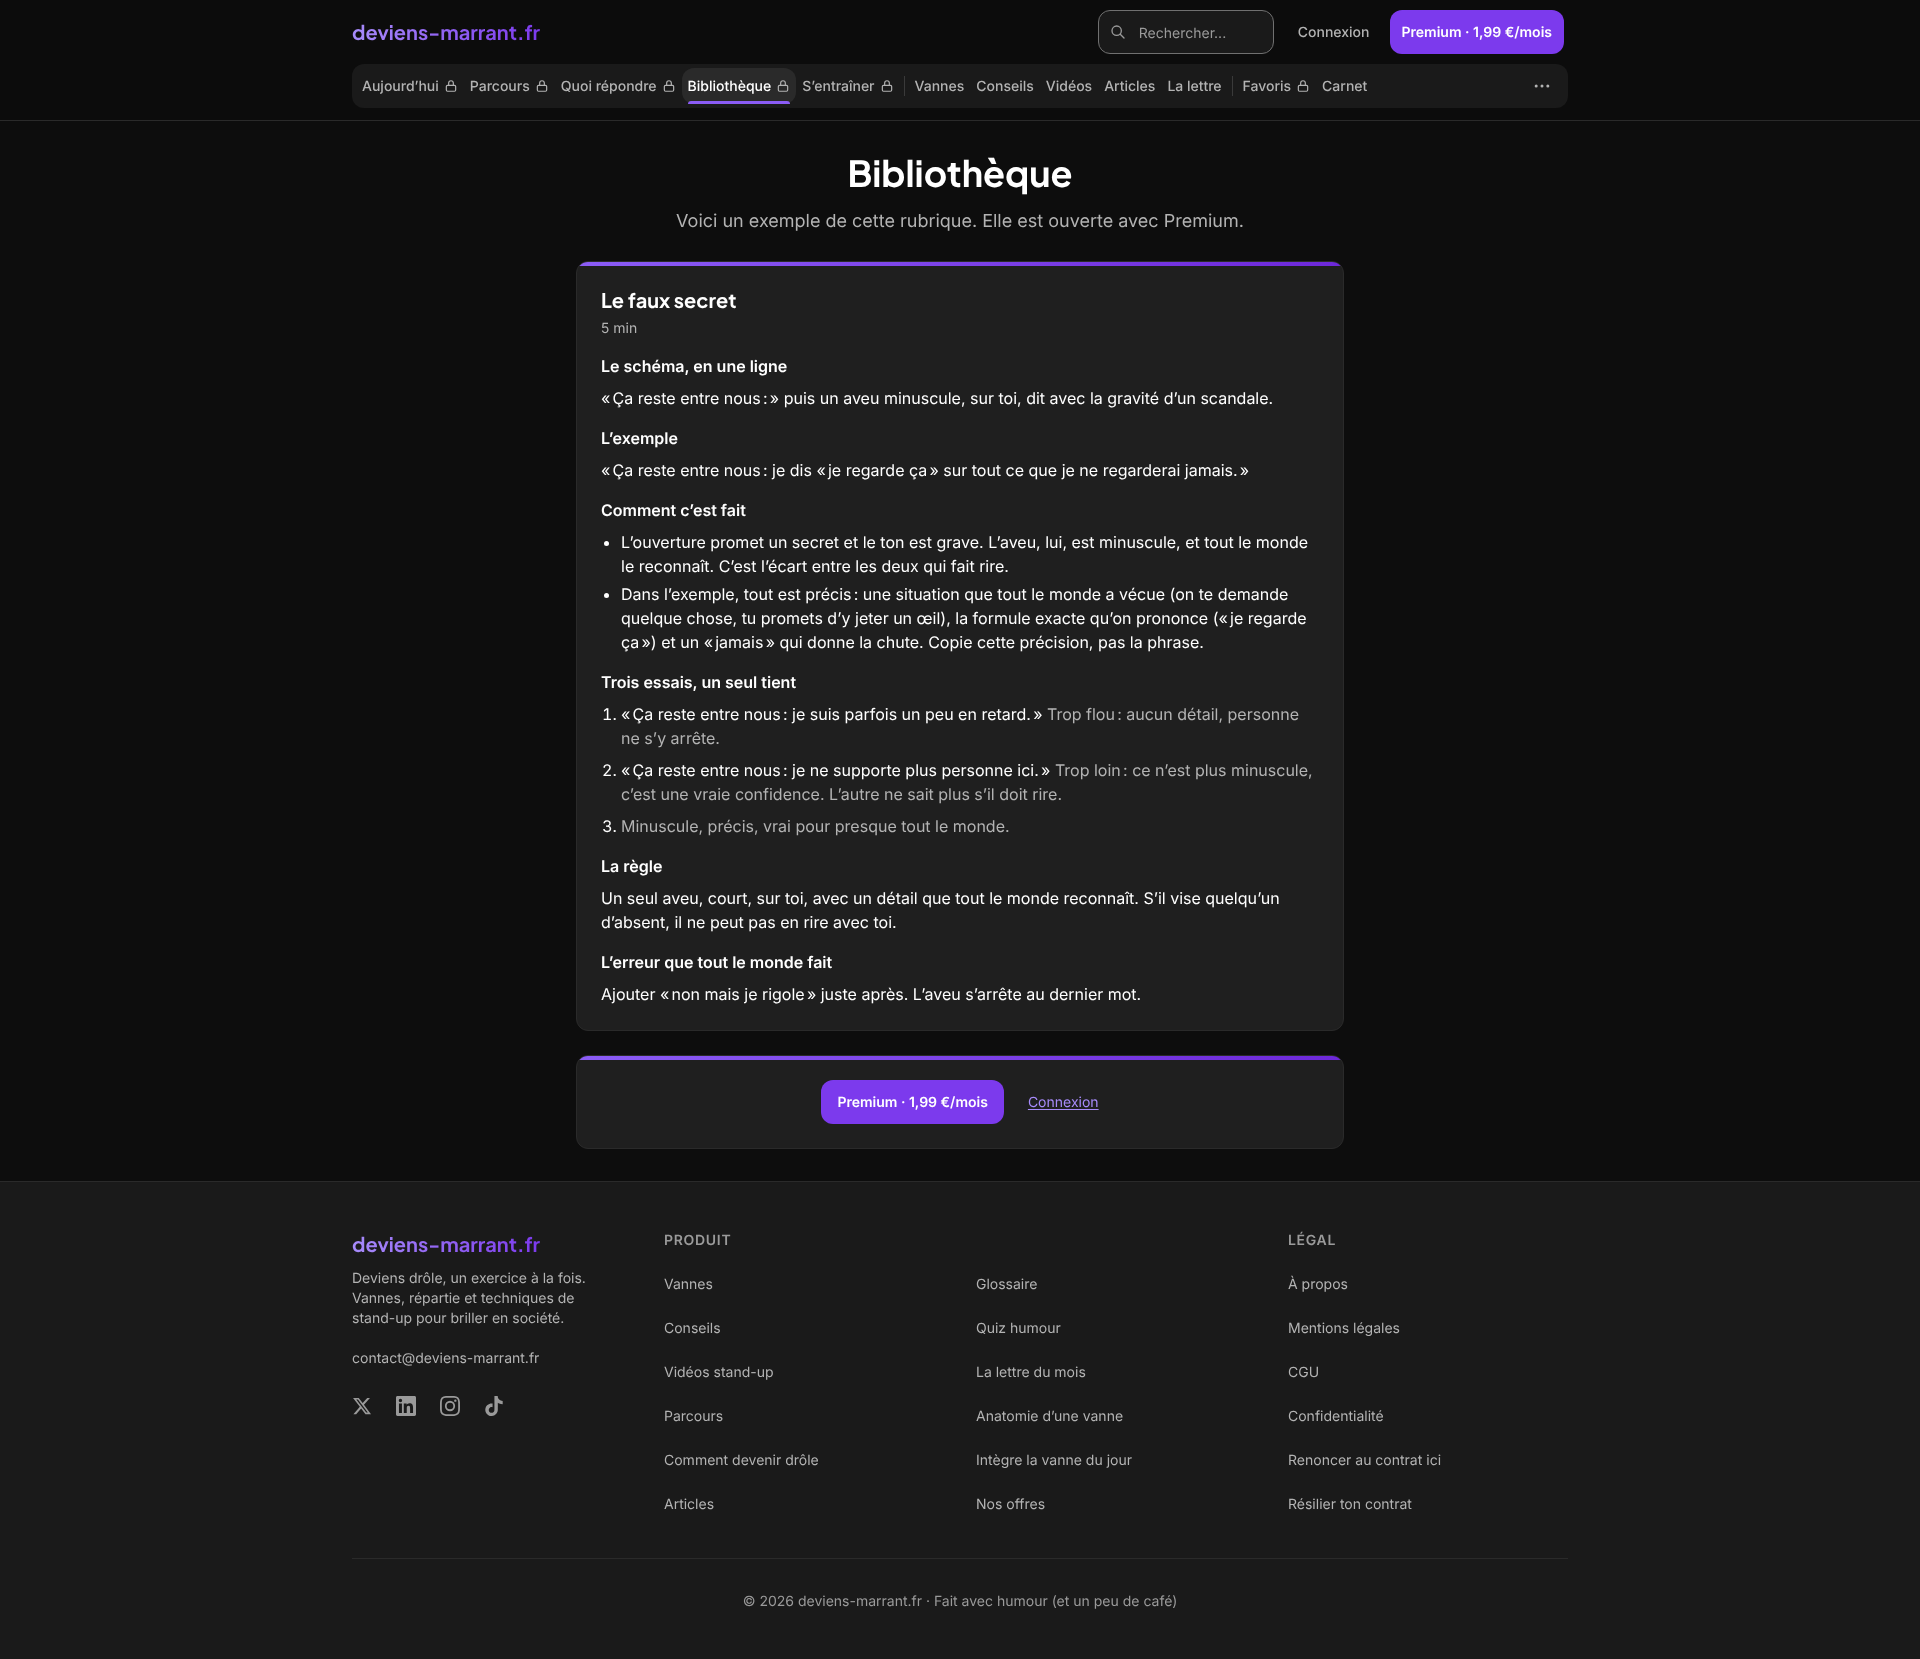 deviens-marrant.fr
Rechercher...
Connexion
Premium · 1,99 €/mois
Aujourd’hui
Parcours
Quoi répondre
Bibliothèque
S’entraîner
Vannes
Conseils
Vidéos
Articles
La lettre
Favoris
Carnet
Bibliothèque
Voici un exemple de cette rubrique. Elle est ouverte avec Premium.
Le faux secret
5 min
Le schéma, en une ligne
« Ça reste entre nous : » puis un aveu minuscule, sur toi, dit avec la gravité d’un scandale.
L’exemple
« Ça reste entre nous : je dis « je regarde ça » sur tout ce que je ne regarderai jamais. »
Comment c’est fait
• L’ouverture promet un secret et le ton est grave. L’aveu, lui, est minuscule, et tout le monde
le reconnaît. C’est l’écart entre les deux qui fait rire.
• Dans l’exemple, tout est précis : une situation que tout le monde a vécue (on te demande
quelque chose, tu promets d’y jeter un œil), la formule exacte qu’on prononce (« je regarde
ça ») et un « jamais » qui donne la chute. Copie cette précision, pas la phrase.
Trois essais, un seul tient
1. « Ça reste entre nous : je suis parfois un peu en retard. » Trop flou : aucun détail, personne
ne s’y arrête.
2. « Ça reste entre nous : je ne supporte plus personne ici. » Trop loin : ce n’est plus minuscule,
c’est une vraie confidence. L’autre ne sait plus s’il doit rire.
3. Minuscule, précis, vrai pour presque tout le monde.
La règle
Un seul aveu, court, sur toi, avec un détail que tout le monde reconnaît. S’il vise quelqu’un
d’absent, il ne peut pas en rire avec toi.
L’erreur que tout le monde fait
Ajouter « non mais je rigole » juste après. L’aveu s’arrête au dernier mot.
Premium · 1,99 €/mois
Connexion
deviens-marrant.fr
Deviens drôle, un exercice à la fois.
Vannes, répartie et techniques de
stand-up pour briller en société.
contact@deviens-marrant.fr
PRODUIT
Vannes
Conseils
Vidéos stand-up
Parcours
Comment devenir drôle
Articles
Glossaire
Quiz humour
La lettre du mois
Anatomie d’une vanne
Intègre la vanne du jour
Nos offres
LÉGAL
À propos
Mentions légales
CGU
Confidentialité
Renoncer au contrat ici
Résilier ton contrat
© 2026 deviens-marrant.fr · Fait avec humour (et un peu de café)